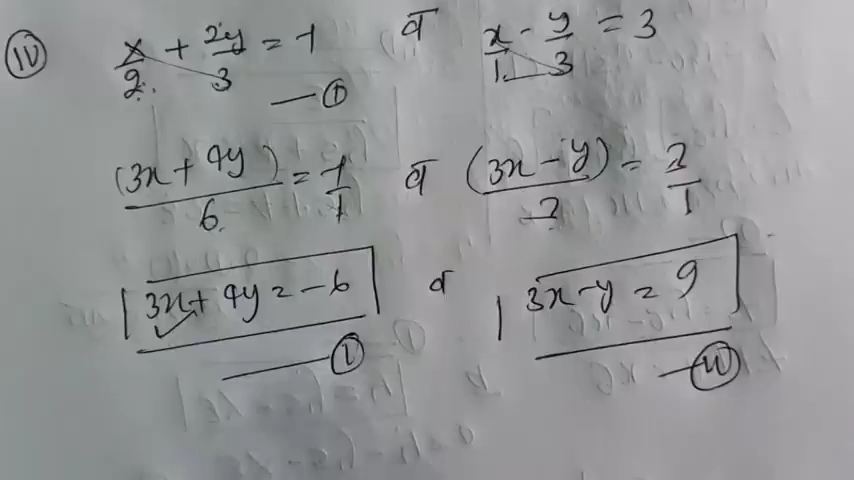 (iv) x/2 + 2y/3 = -1 व x/1 - y/3 = 3
—(i)
(3x + 4y)/6 = -1/1 व (3x - y)/3 = 3/1
3x + 4y = -6 व 3x - y = 9
—(i) —(ii)